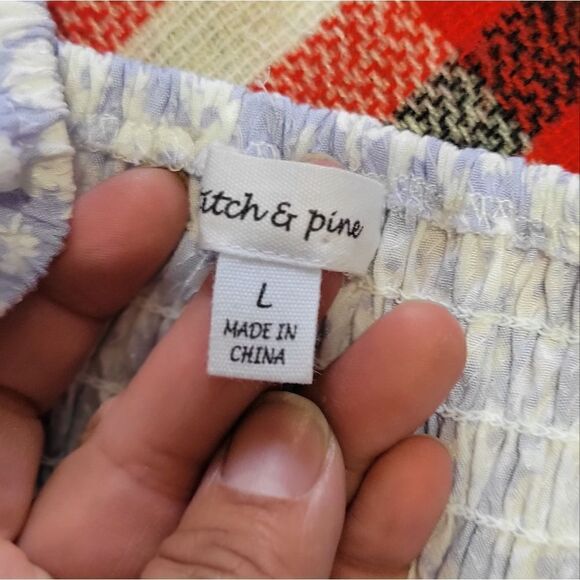 itch & pine
L
MADE IN
CHINA